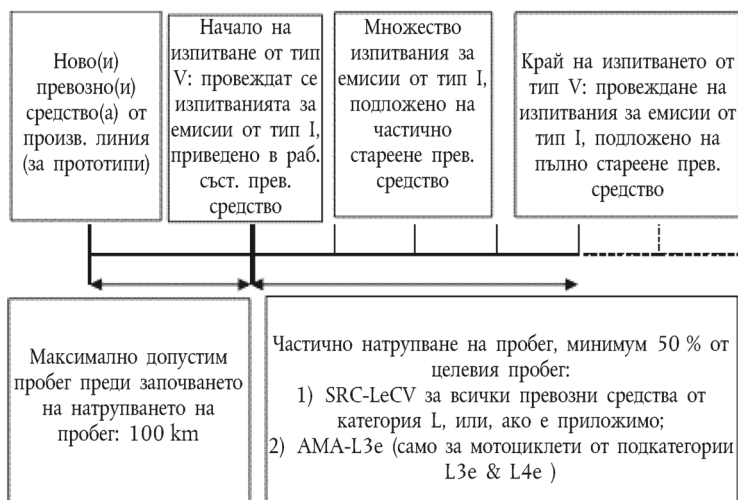 Ново(и)
превозно(и)
средство(а) от
произв. линия
(за прототипи)
Начало на
изпитване от тип
V: провеждат се
изпитванията за
емисии от тип I,
приведено в раб.
съст. прев.
средство
Множество
изпитвания за
емисии от тип I,
подложено на
частично
стареене прев.
средство
Край на изпитването от
тип V: провеждане на
изпитвания за емисии от
тип I, подложено на
пълно стареене прев.
средство
Максимално допустим
пробег преди започването
на натрупването на
пробег: 100 km
Частично натрупване на пробег, минимум 50 % от
целевия пробег:
1) SRC-LeCV за всички превозни средства от
категория L, или, ако е приложимо;
2) AMA-L3e (само за мотоциклети от подкатегории
L3e & L4e )